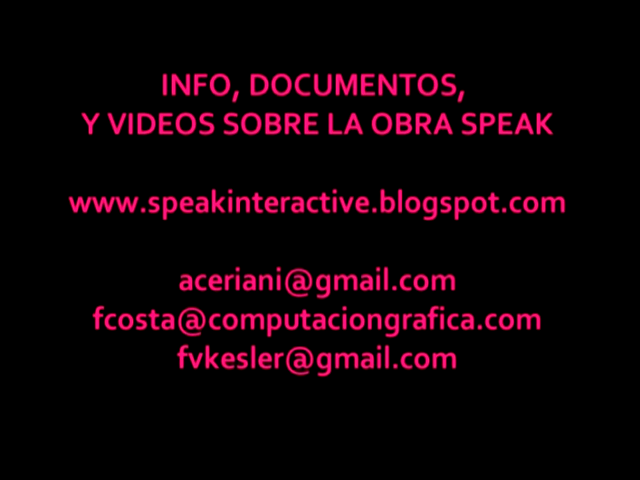 INFO, DOCUMENTOS,
Y VIDEOS SOBRE LA OBRA SPEAK
www.speakinteractive.blogspot.com
aceriani@gmail.com
fcosta@computaciongrafica.com
fvkesler@gmail.com